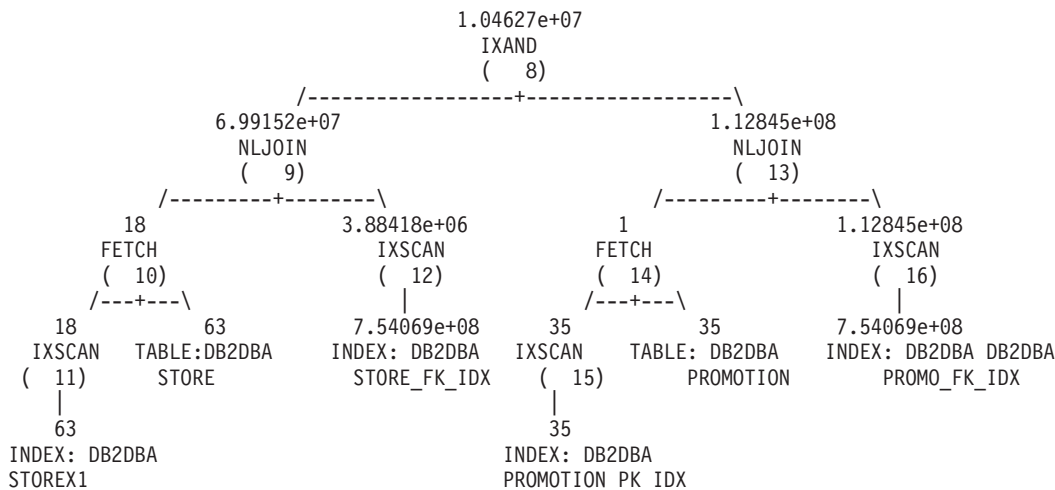 1.04627e+07
IXAND
( 8)
/------------------+------------------\
6.99152e+07 1.12845e+08
NLJOIN NLJOIN
( 9) ( 13)
/---------+--------\ /---------+--------\
18 3.88418e+06 1 1.12845e+08
FETCH IXSCAN FETCH IXSCAN
( 10) ( 12) ( 14) ( 16)
/---+---\ | /---+---\ |
18 63 7.54069e+08 35 35 7.54069e+08
IXSCAN TABLE:DB2DBA INDEX: DB2DBA IXSCAN TABLE: DB2DBA INDEX: DB2DBA DB2DBA
( 11) STORE STORE_FK_IDX ( 15) PROMOTION PROMO_FK_IDX
| |
63 35
INDEX: DB2DBA INDEX: DB2DBA
STOREX1 PROMOTION_PK_IDX